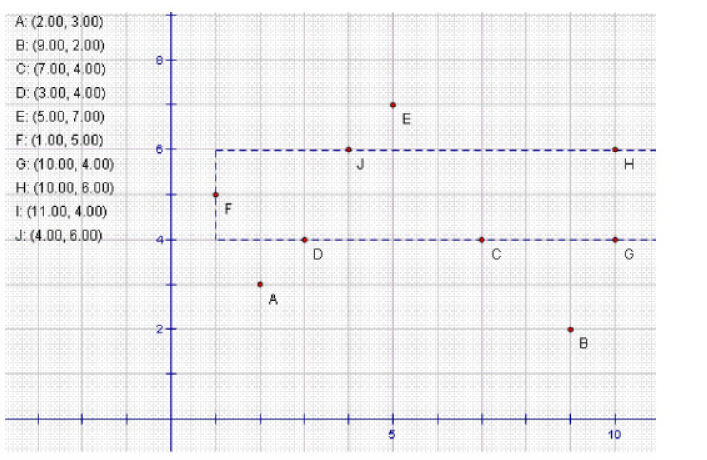 A: (2.00, 3.00)
B: (9.00, 2.00)
C: (7.00, 4.00)
D: (3.00, 4.00)
E: (5.00, 7.00)
F: (1.00, 5.00)
G: (10.00, 4.00)
H: (10.00, 6.00)
I: (11.00, 4.00)
J: (4.00, 6.00)
8
E
6
J
H
F
4
D
C
G
A
2
B
5
10